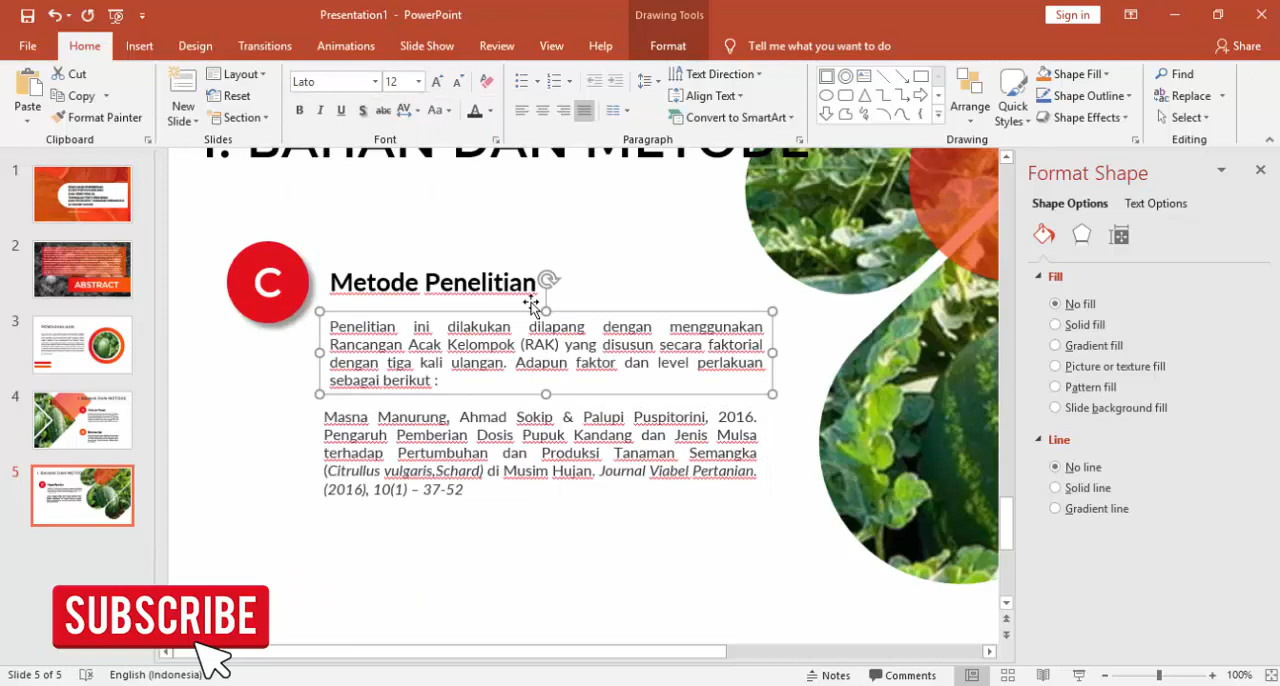 Presentation1 - PowerPoint
Drawing Tools
Sign in
File
Home
Insert
Design
Transitions
Animations
Slide Show
Review
View
Help
Format
Tell me what you want to do
Share
Paste
Cut
Copy
Format Painter
Clipboard
New Slide
Layout
Reset
Section
Slides
Lato
12
Font
Text Direction
Align Text
Convert to SmartArt
Paragraph
Arrange
Quick Styles
Shape Fill
Shape Outline
Shape Effects
Drawing
Find
Replace
Select
Editing
1
2
ABSTRACT
3
4
5
I. BAHAN DAN METODE
C
Metode Penelitian
Penelitian ini dilakukan dilapang dengan menggunakan
Rancangan Acak Kelompok (RAK) yang disusun secara faktorial
dengan tiga kali ulangan. Adapun faktor dan level perlakuan
sebagai berikut :
Masna Manurung, Ahmad Sokip & Palupi Puspitorini, 2016.
Pengaruh Pemberian Dosis Pupuk Kandang dan Jenis Mulsa
terhadap Pertumbuhan dan Produksi Tanaman Semangka
(Citrullus vulgaris,Schard) di Musim Hujan. Journal Viabel Pertanian.
(2016), 10(1) – 37-52
SUBSCRIBE
Format Shape
Shape Options
Text Options
Fill
No fill
Solid fill
Gradient fill
Picture or texture fill
Pattern fill
Slide background fill
Line
No line
Solid line
Gradient line
Slide 5 of 5
English (Indonesia)
Notes
Comments
100%